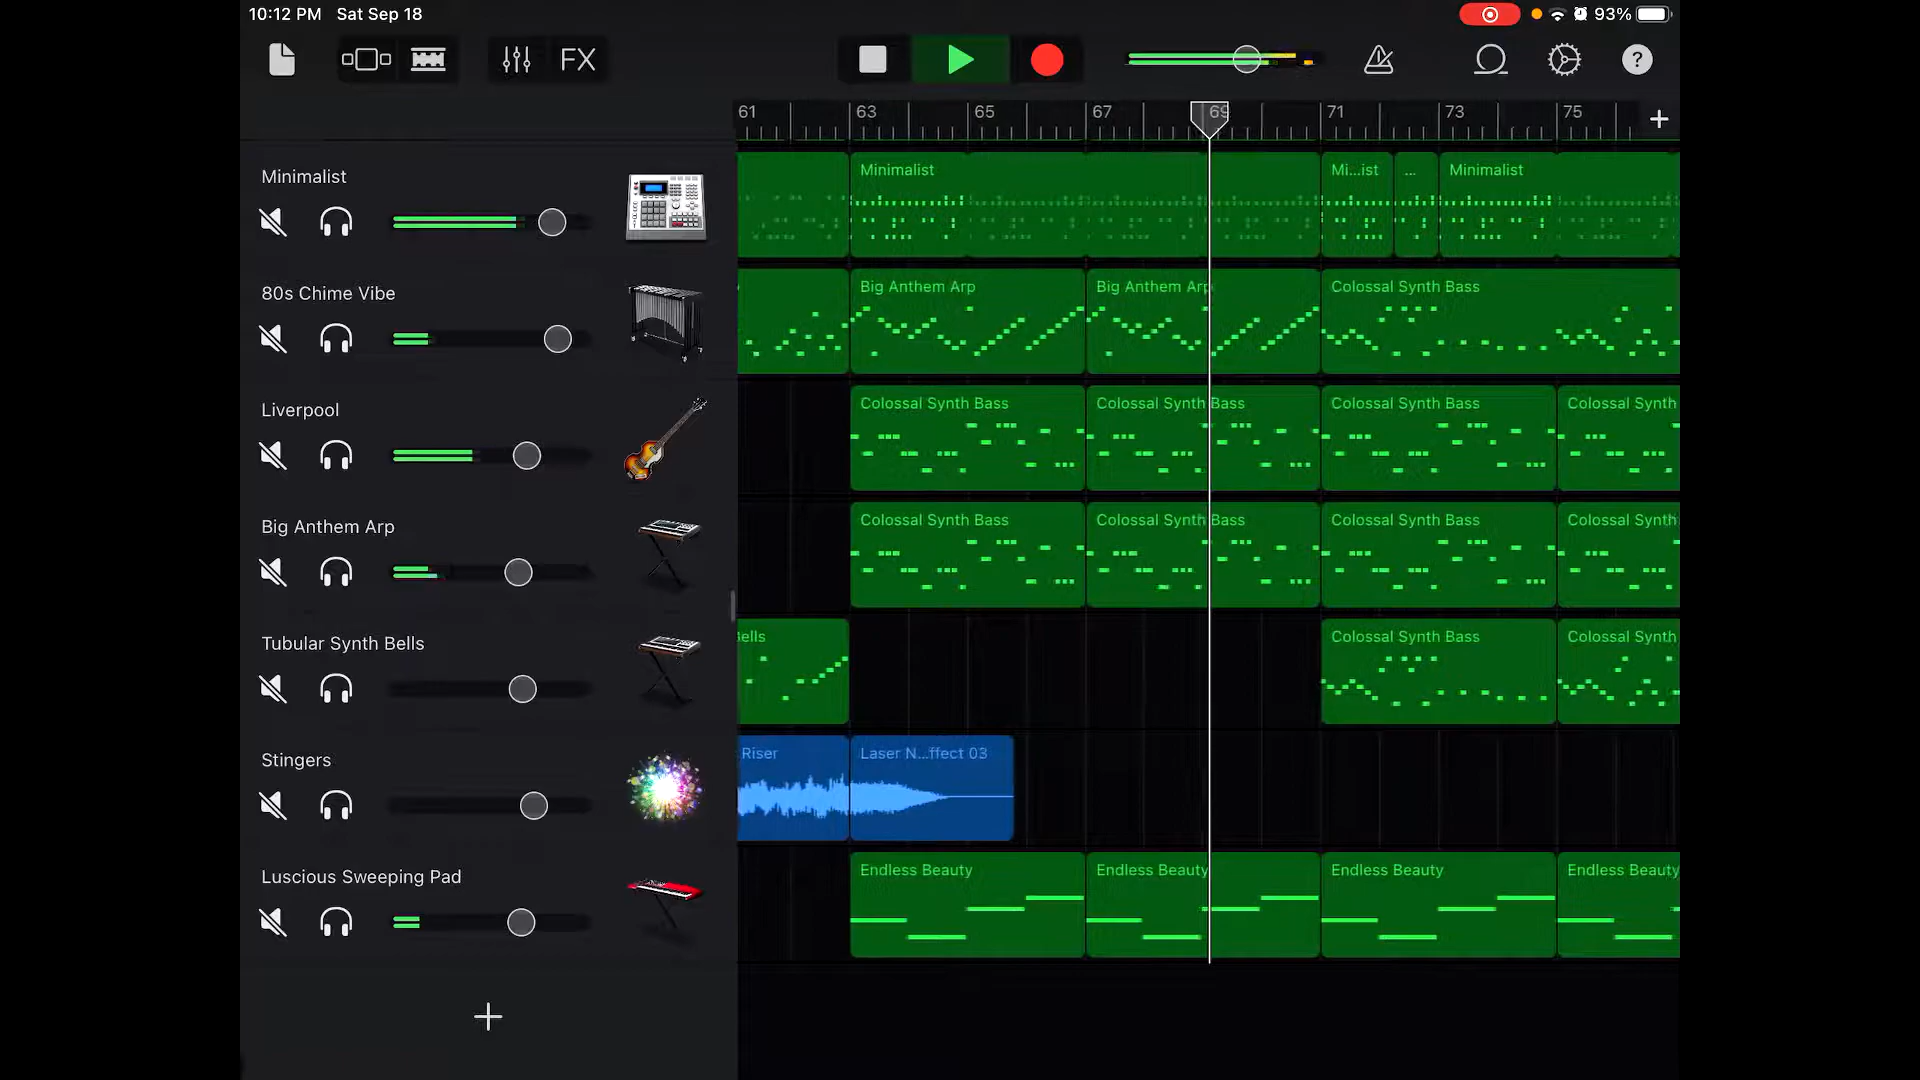 10:12 PM Sat Sep 18 93%
FX ?
61 63 65 67 69 71 73 75
Minimalist
Minimalist Mi...ist ... Minimalist
80s Chime Vibe
Big Anthem Arp Big Anthem Arp Colossal Synth Bass
Liverpool
Colossal Synth Bass Colossal Synth Bass Colossal Synth Bass Colossal Synth
Big Anthem Arp
Colossal Synth Bass Colossal Synth Bass Colossal Synth Bass Colossal Synth
Tubular Synth Bells
Bells Colossal Synth Bass Colossal Synth
Stingers
Riser Laser N...ffect 03
Luscious Sweeping Pad
Endless Beauty Endless Beauty Endless Beauty Endless Beauty